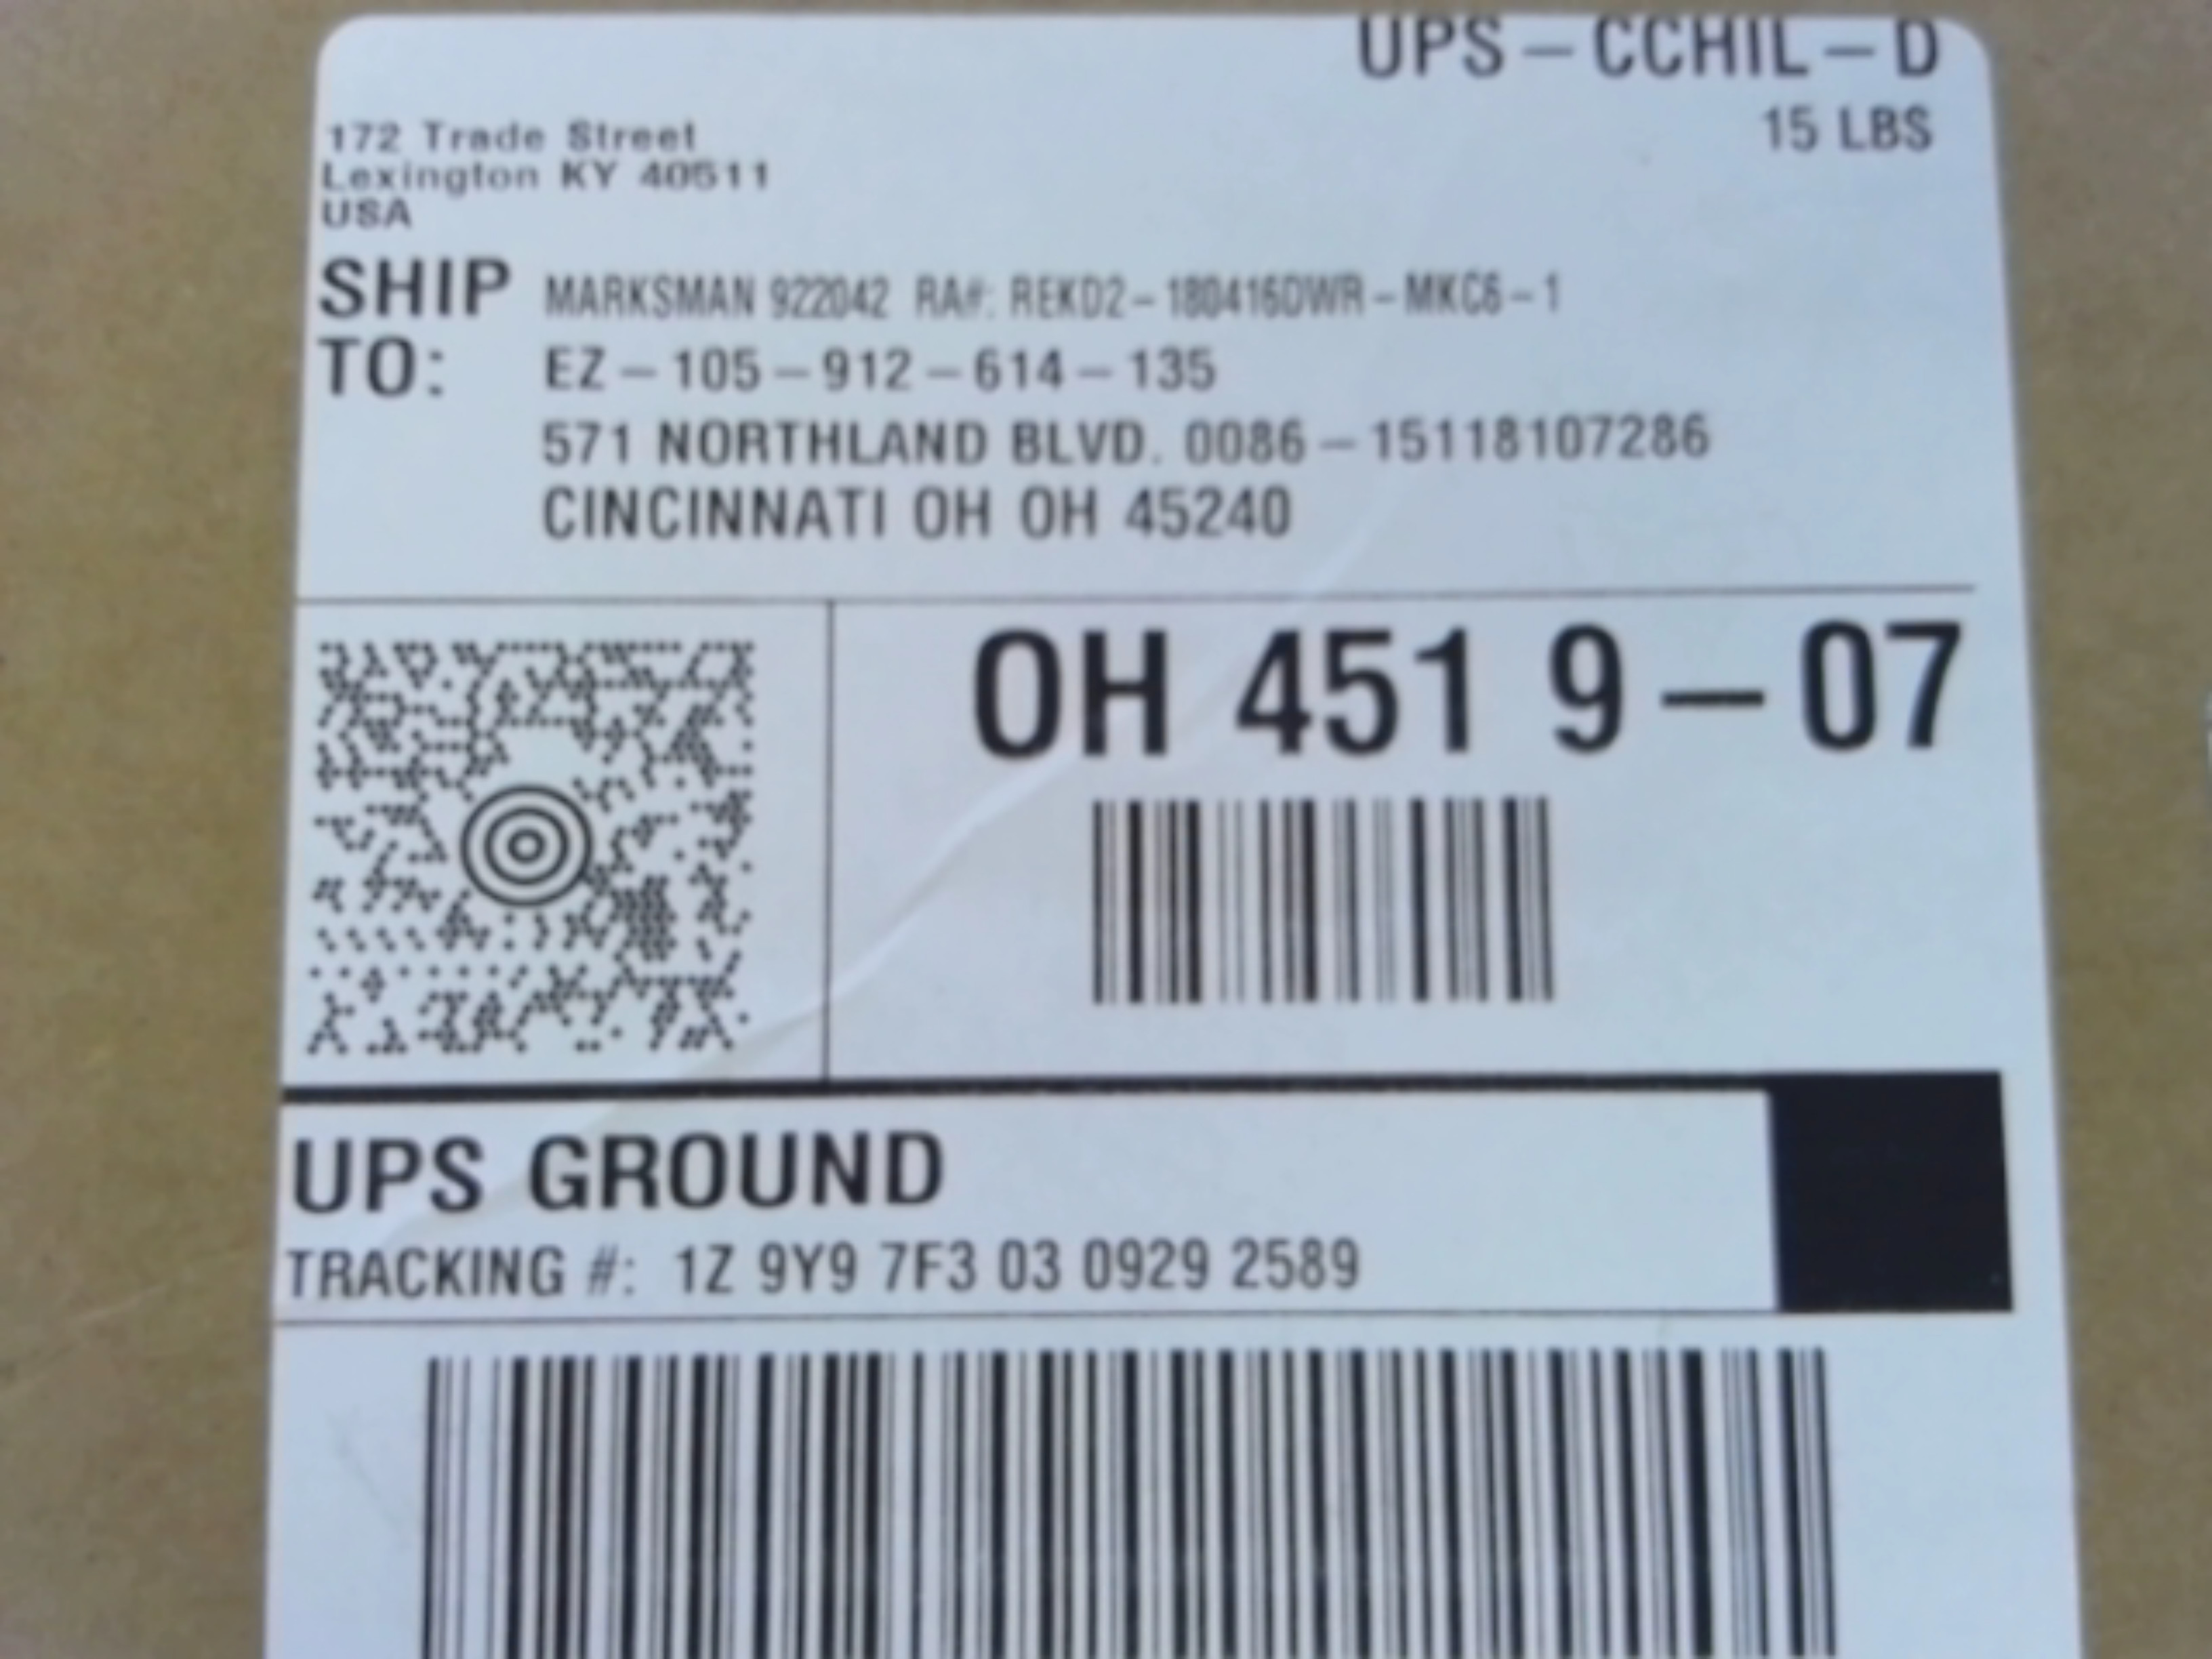 UPS - CCHIL - D
15 LBS
172 Trade Street
Lexington KY 40511
USA
SHIP TO:
MARKSMAN 922042 RA#: REKD2-180416DWR-MKC6-1
EZ-105-912-614-135
571 NORTHLAND BLVD. 0086-15118107286
CINCINNATI OH OH 45240
OH 451 9-07
UPS GROUND
TRACKING #: 1Z 9Y9 7F3 03 0929 2589